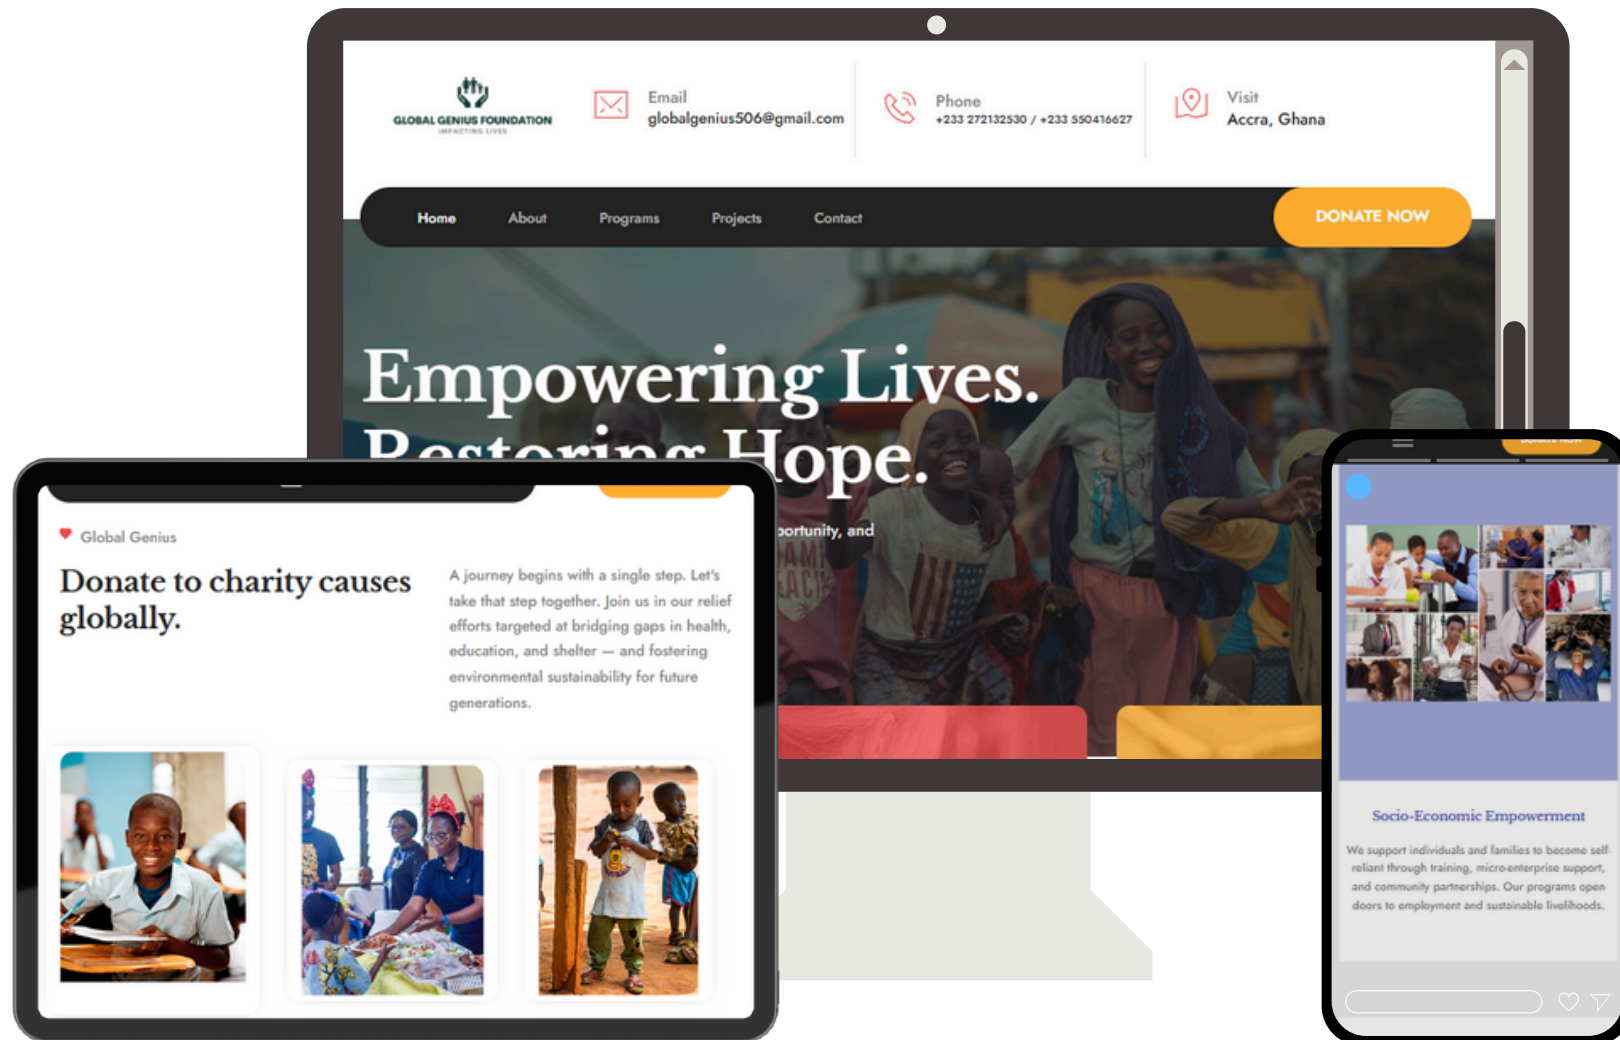 GLOBAL GENIUS FOUNDATION
IMPACTING LIVES
Email
globalgenius506@gmail.com
Phone
+233 272132530 / +233 550416627
Visit
Accra, Ghana
Home
About
Programs
Projects
Contact
DONATE NOW
Empowering Lives.
Restoring Hope.
portunity, and
Global Genius
Donate to charity causes
globally.
A journey begins with a single step. Let's
take that step together. Join us in our relief
efforts targeted at bridging gaps in health,
education, and shelter — and fostering
environmental sustainability for future
generations.
DONATE NOW
Socio-Economic Empowerment
We support individuals and families to become self-
reliant through training, micro-enterprise support,
and community partnerships. Our programs open
doors to employment and sustainable livelihoods.